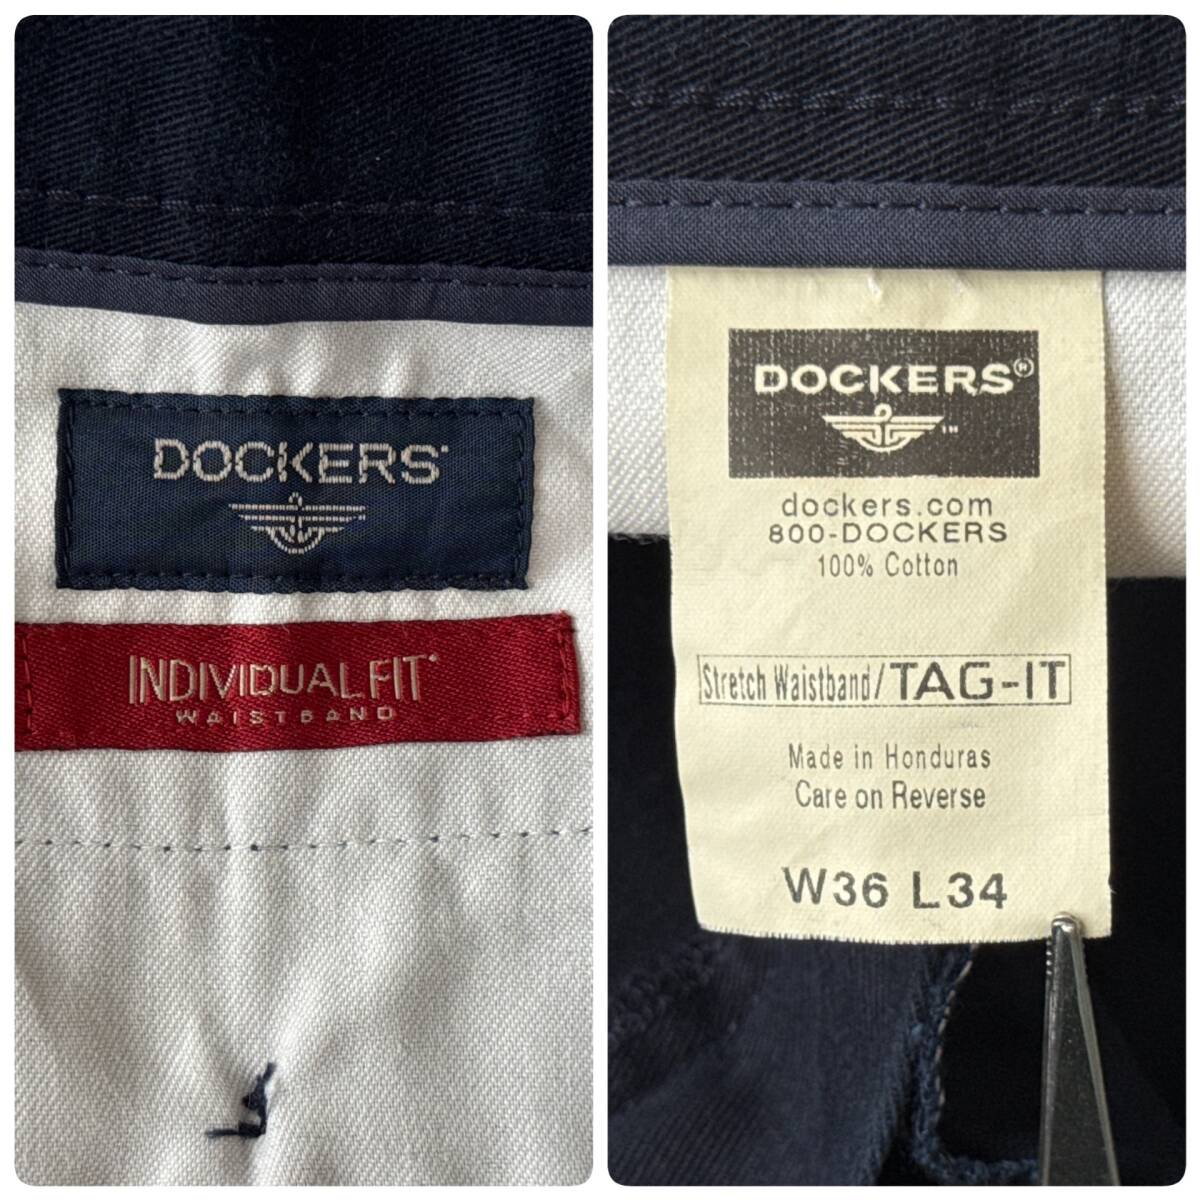 DOCKERS
INDIVIDUAL FIT
WAISTBAND
DOCKERS®
™
dockers.com
800-DOCKERS
100% Cotton
Stretch Waistband/TAG-IT
Made in Honduras
Care on Reverse
W36 L34